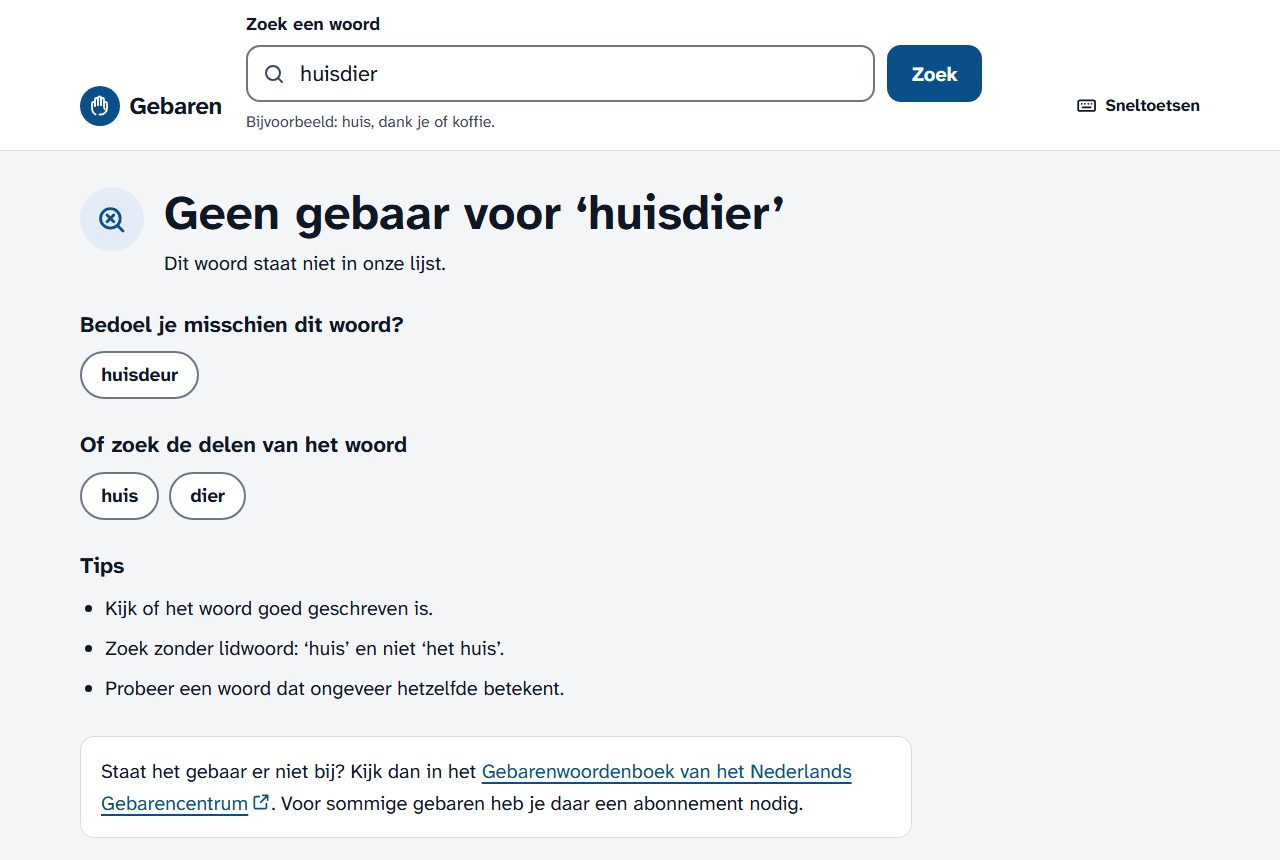 Zoek een woord
huisdier
Zoek
Gebaren
Bijvoorbeeld: huis, dank je of koffie.
Sneltoetsen
Geen gebaar voor ‘huisdier’
Dit woord staat niet in onze lijst.
Bedoel je misschien dit woord?
huisdeur
Of zoek de delen van het woord
huis
dier
Tips
Kijk of het woord goed geschreven is.
Zoek zonder lidwoord: ‘huis’ en niet ‘het huis’.
Probeer een woord dat ongeveer hetzelfde betekent.
Staat het gebaar er niet bij? Kijk dan in het Gebarenwoordenboek van het Nederlands
Gebarencentrum. Voor sommige gebaren heb je daar een abonnement nodig.